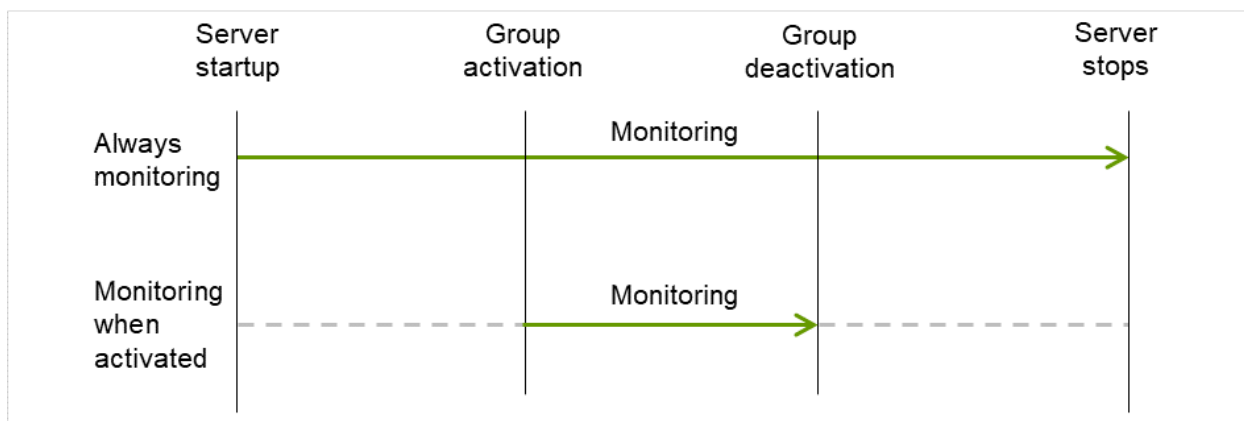 Server
startup
Group
activation
Group
deactivation
Server
stops
Always
monitoring
Monitoring
Monitoring
when
activated
Monitoring